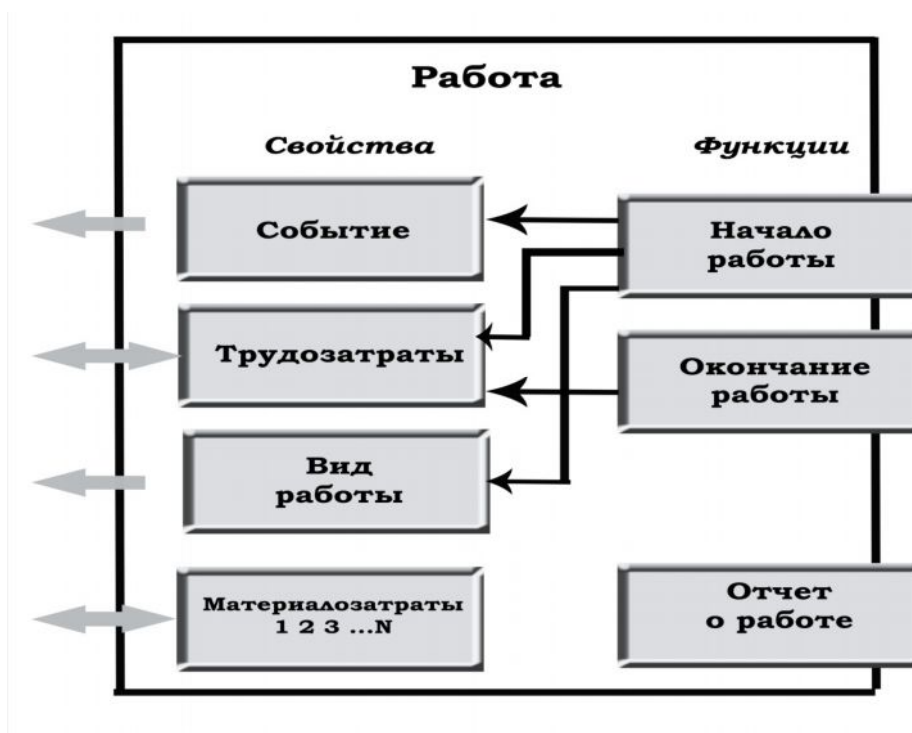 Работа
Свойства
Функции
Событие
Начало
работы
Трудозатраты
Окончание
работы
Вид
работы
Материалозатраты
1 2 3 ...N
Отчет
о работе